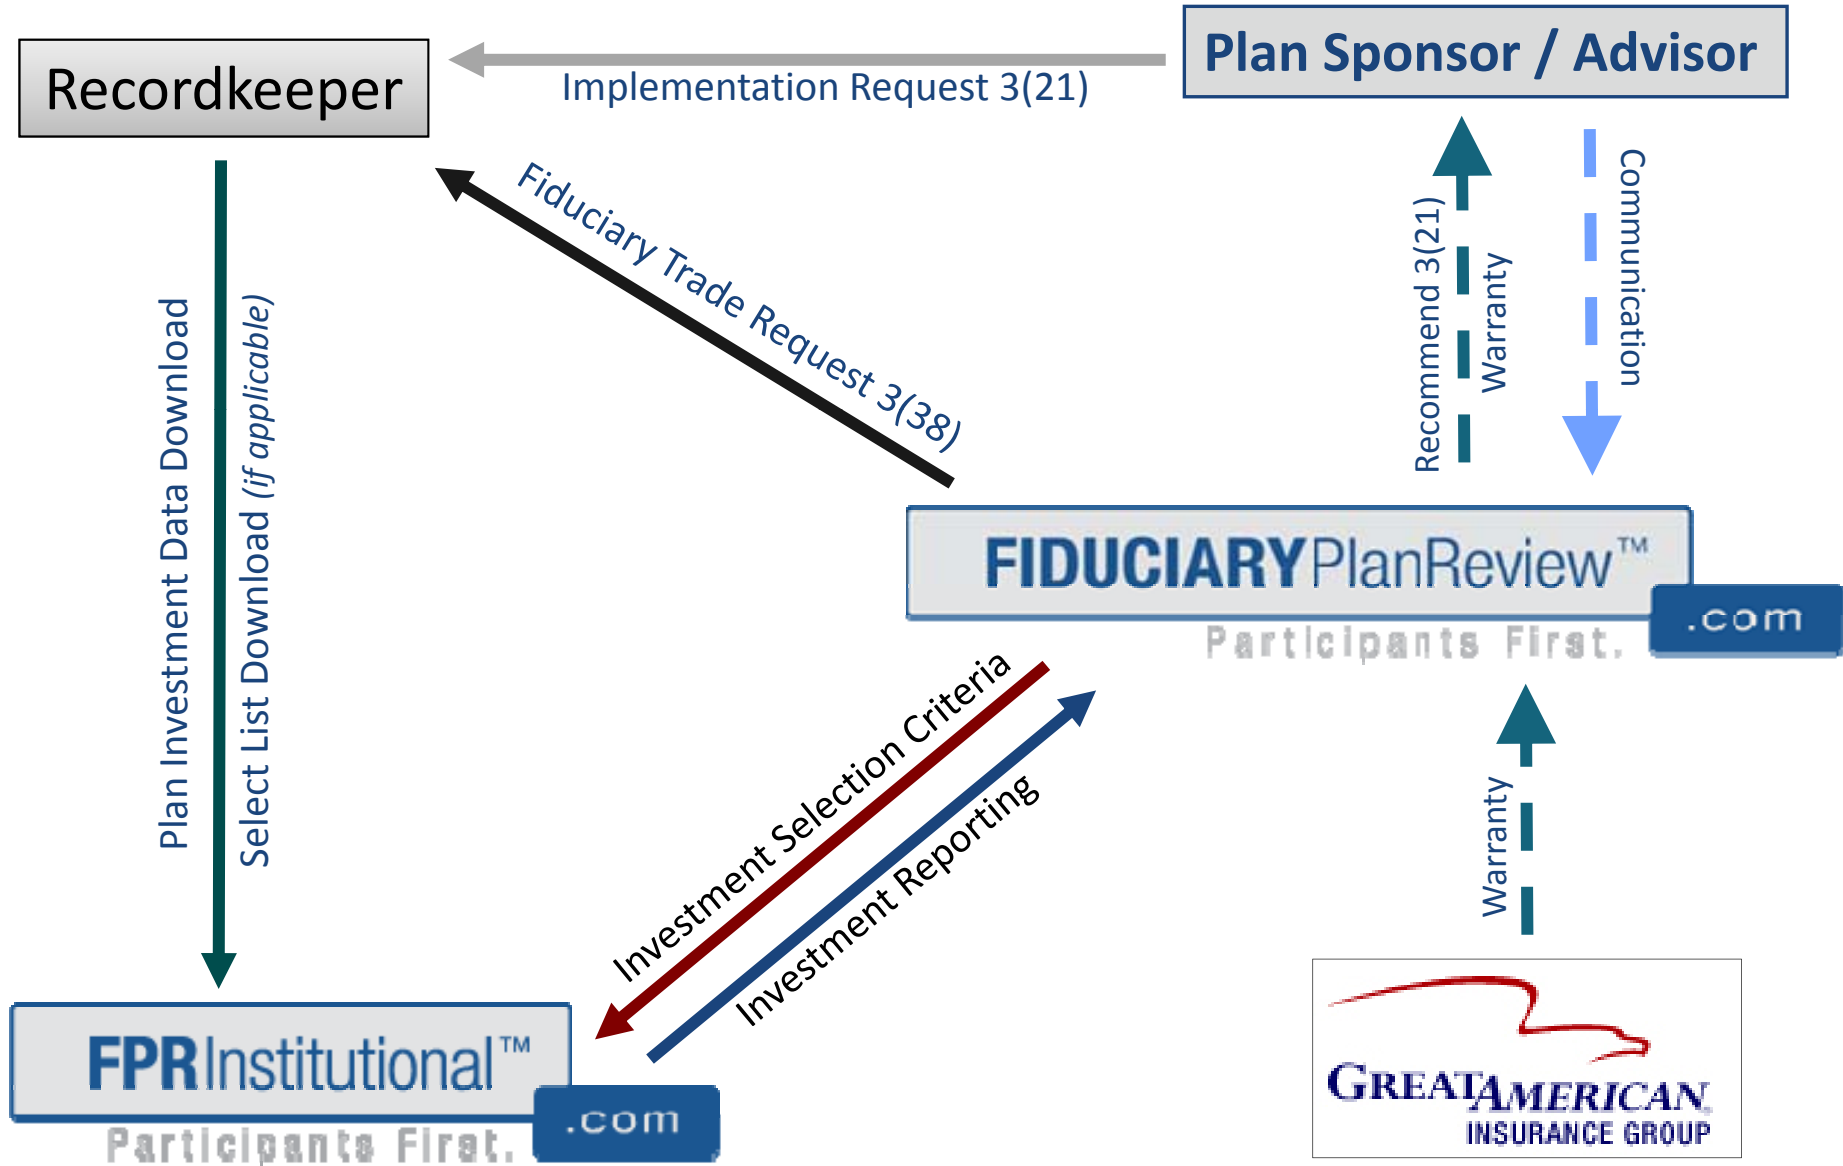 Recordkeeper
Implementation Request 3(21)
Plan Sponsor / Advisor
Fiduciary Trade Request 3(38)
Recommend 3(21)
Warranty
Communication
Plan Investment Data Download
Select List Download (if applicable)
FIDUCIARYPlanReview™
.com
Participants First.
Investment Selection Criteria
Investment Reporting
Warranty
FPRInstitutional™
.com
Participants First.
GREATAMERICAN
INSURANCE GROUP